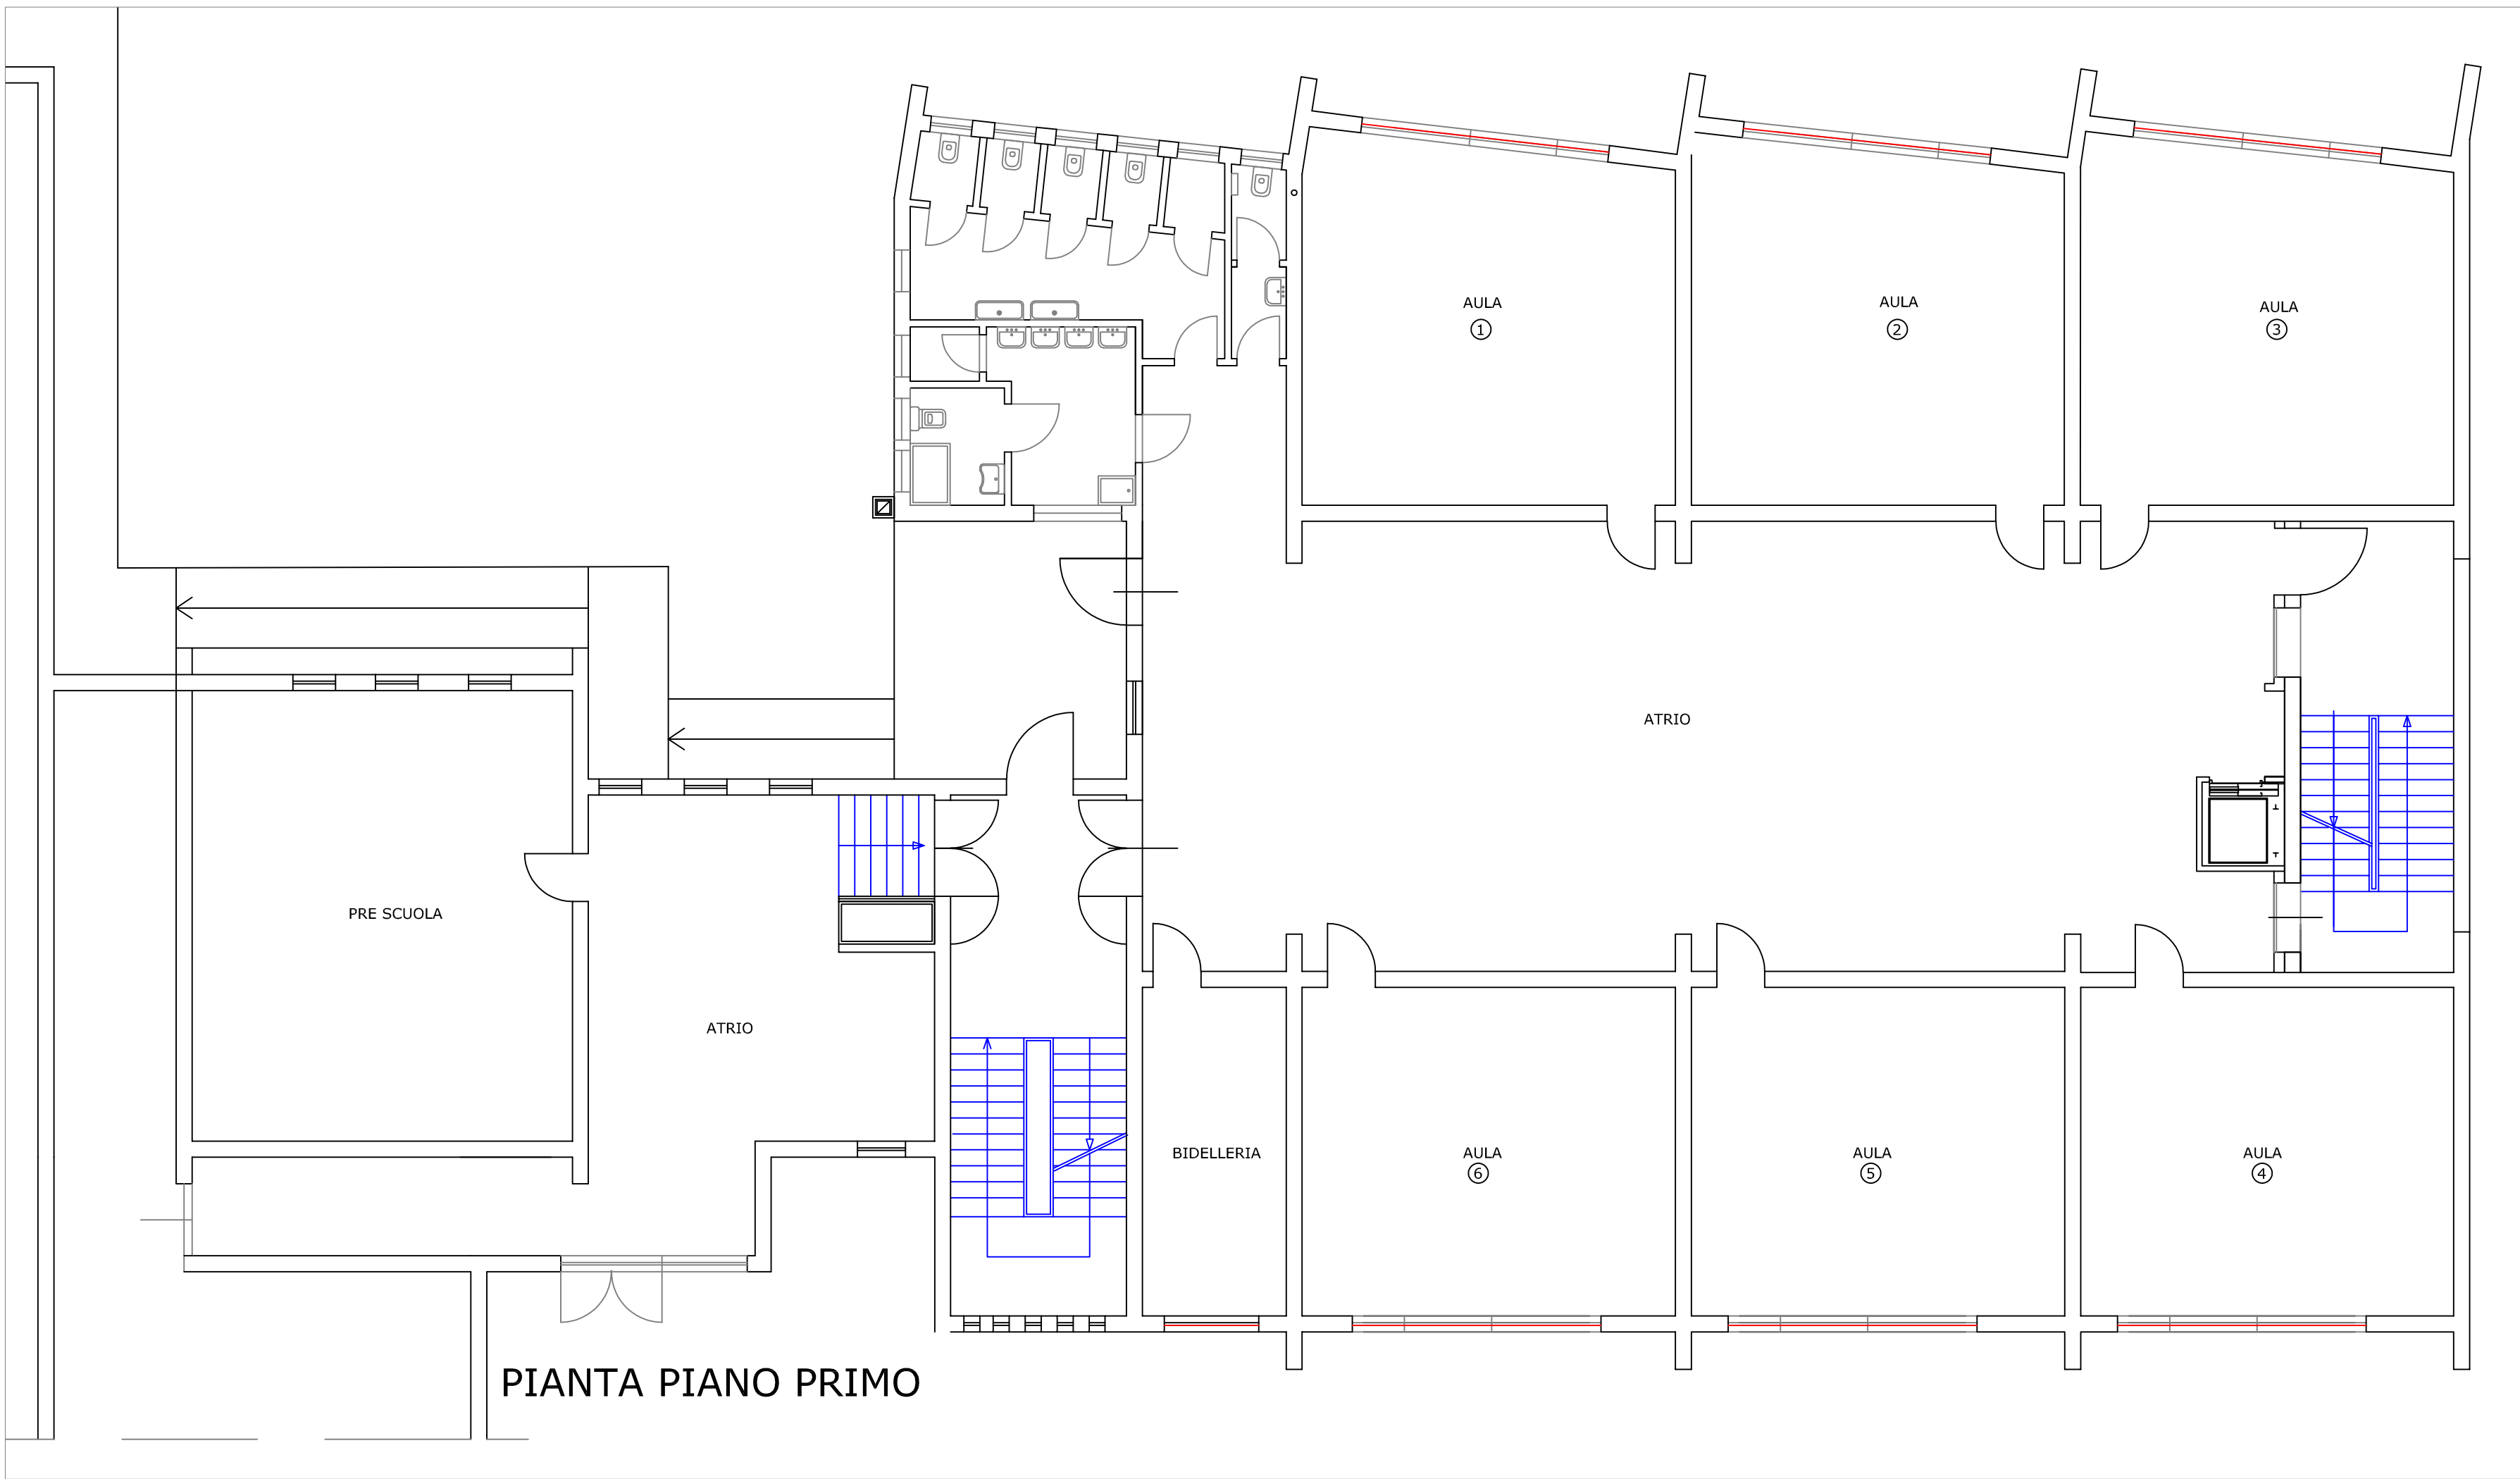 AULA
1
AULA
2
AULA
3
ATRIO
PRE SCUOLA
ATRIO
BIDELLERIA
AULA
6
AULA
5
AULA
4
PIANTA PIANO PRIMO